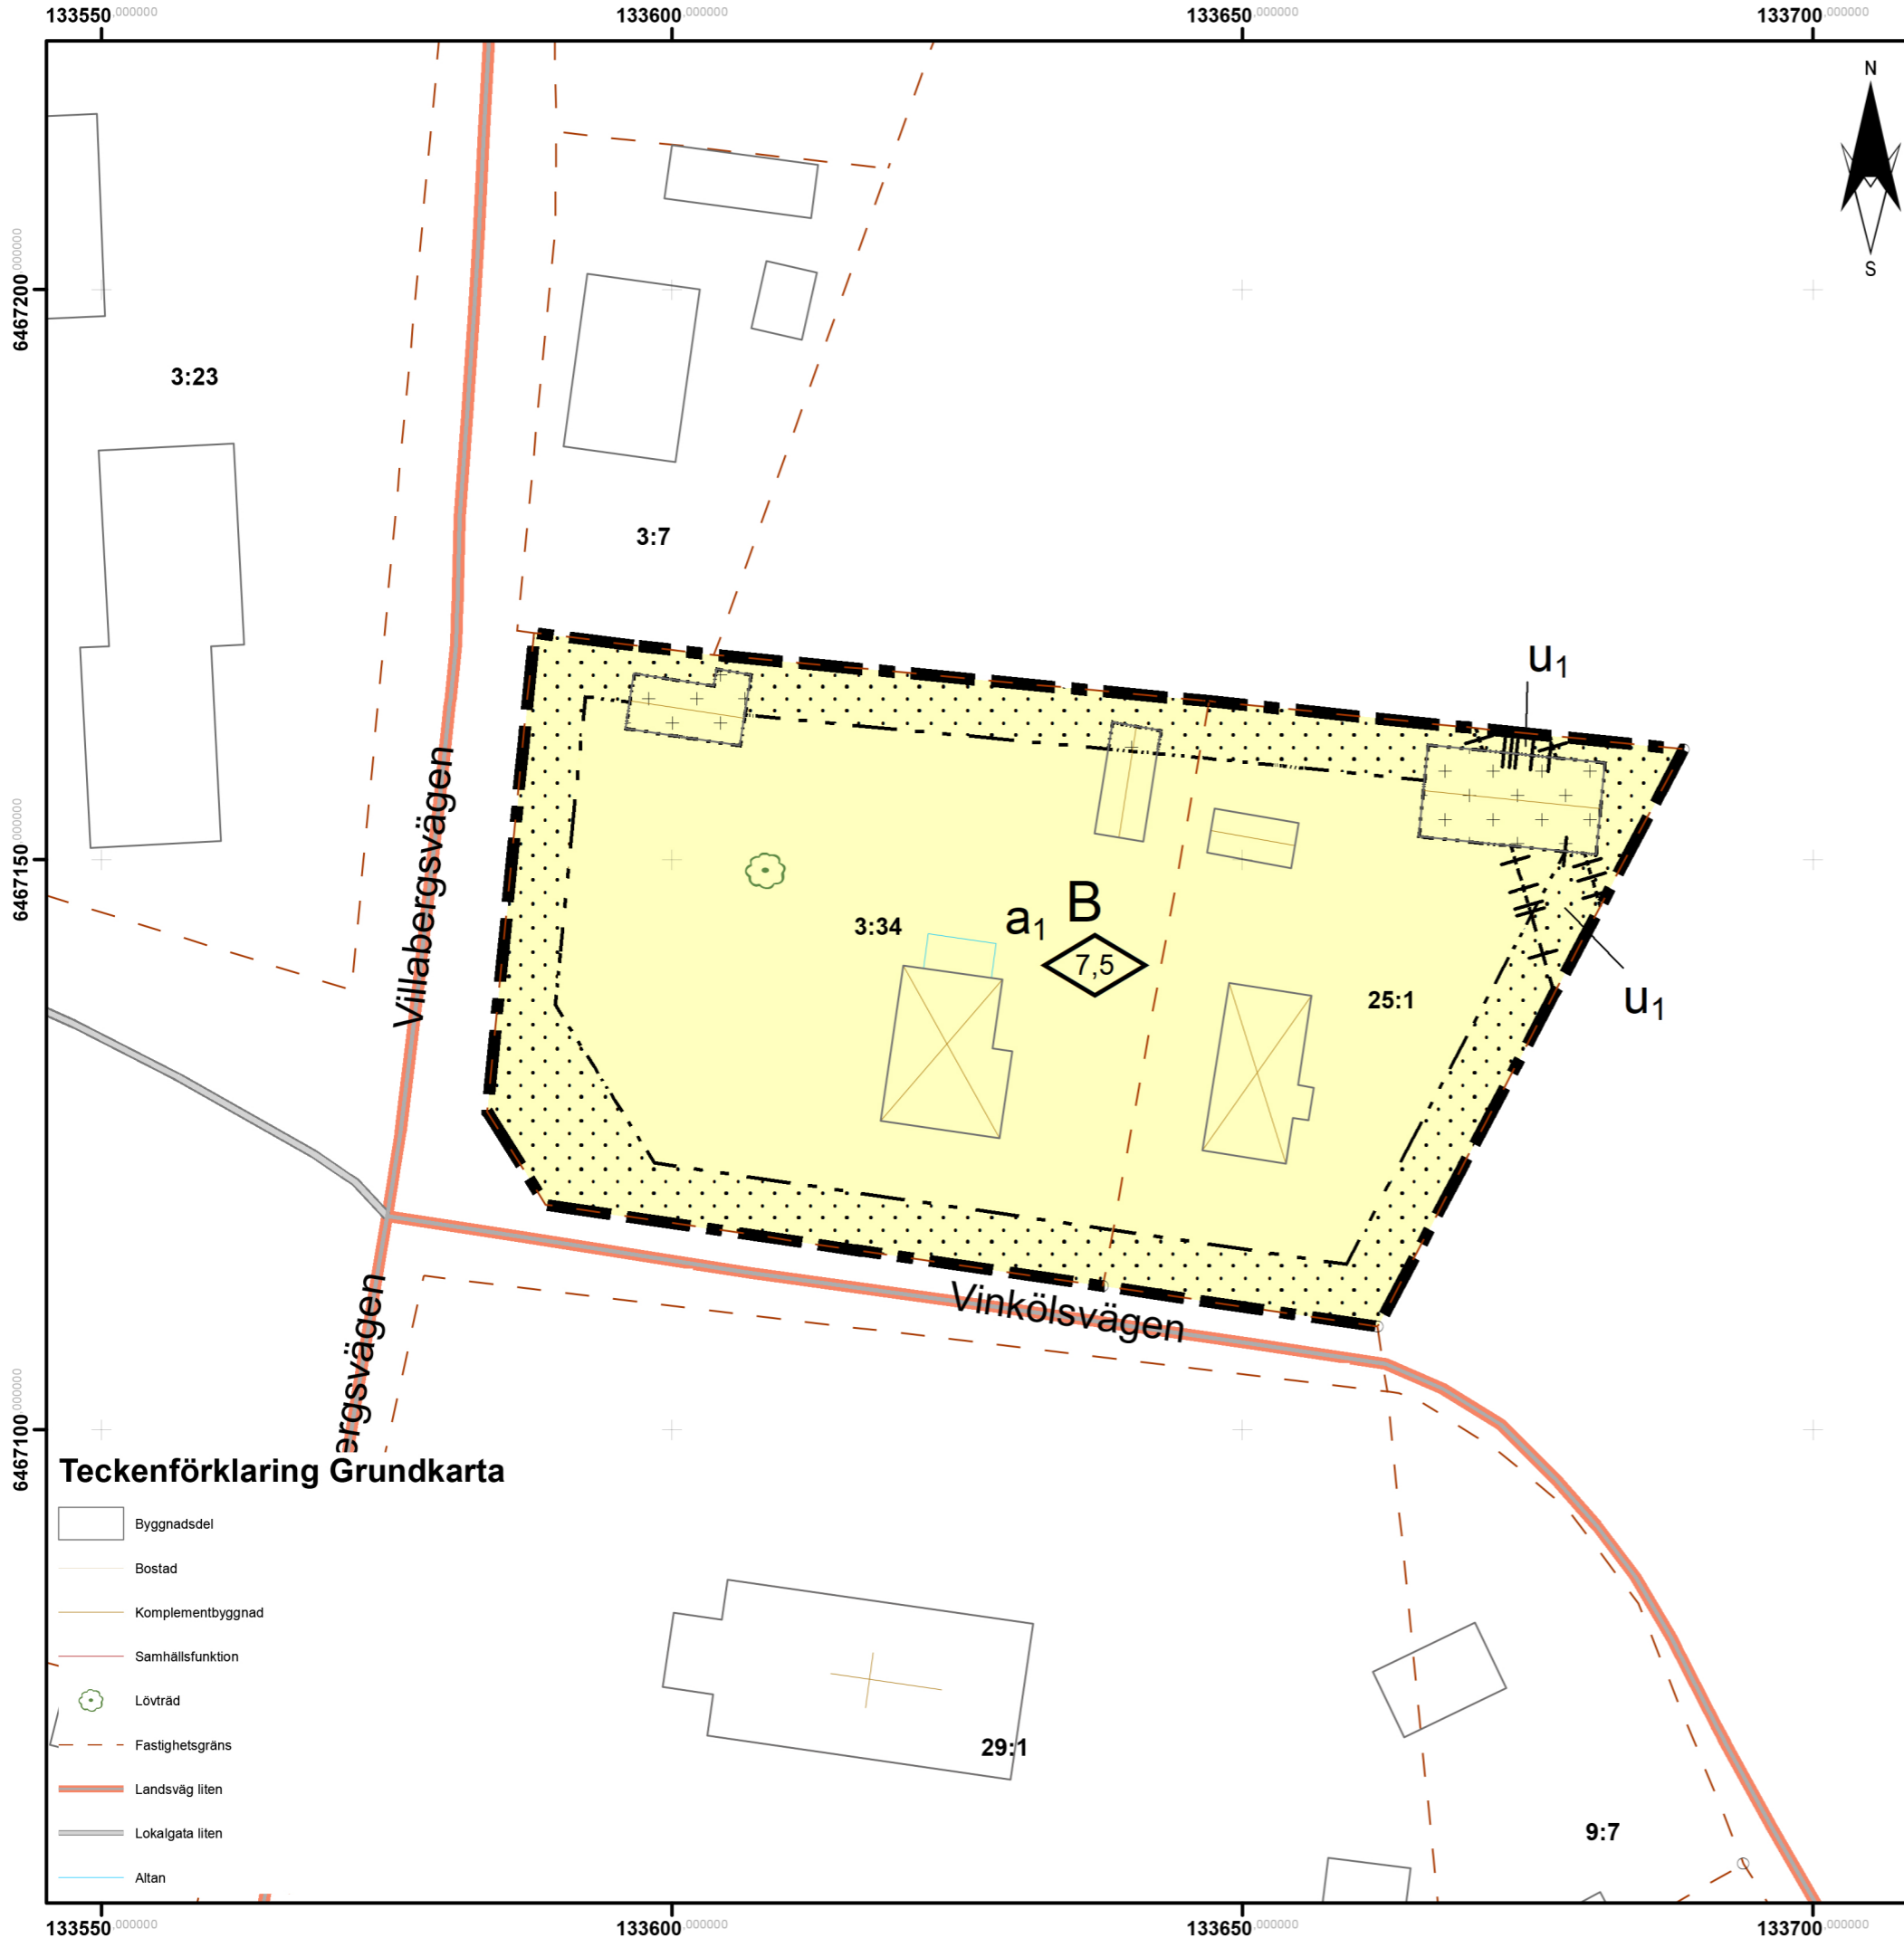 133550,000000 133600,000000 133650,000000 133700,000000
N
S
6467200,000000
3:23
3:7
u1
Villabergsvägen
6467150,000000
B
a1
3:34
7,5
25:1
u1
Vinkölsvägen
ergsvägen
6467100,000000
Teckenförklaring Grundkarta
Byggnadsdel
Bostad
Komplementbyggnad
Samhällsfunktion
Lövträd
Fastighetsgräns
Landsväg liten
Lokalgata liten
Altan
29:1
9:7
133550,000000 133600,000000 133650,000000 133700,000000